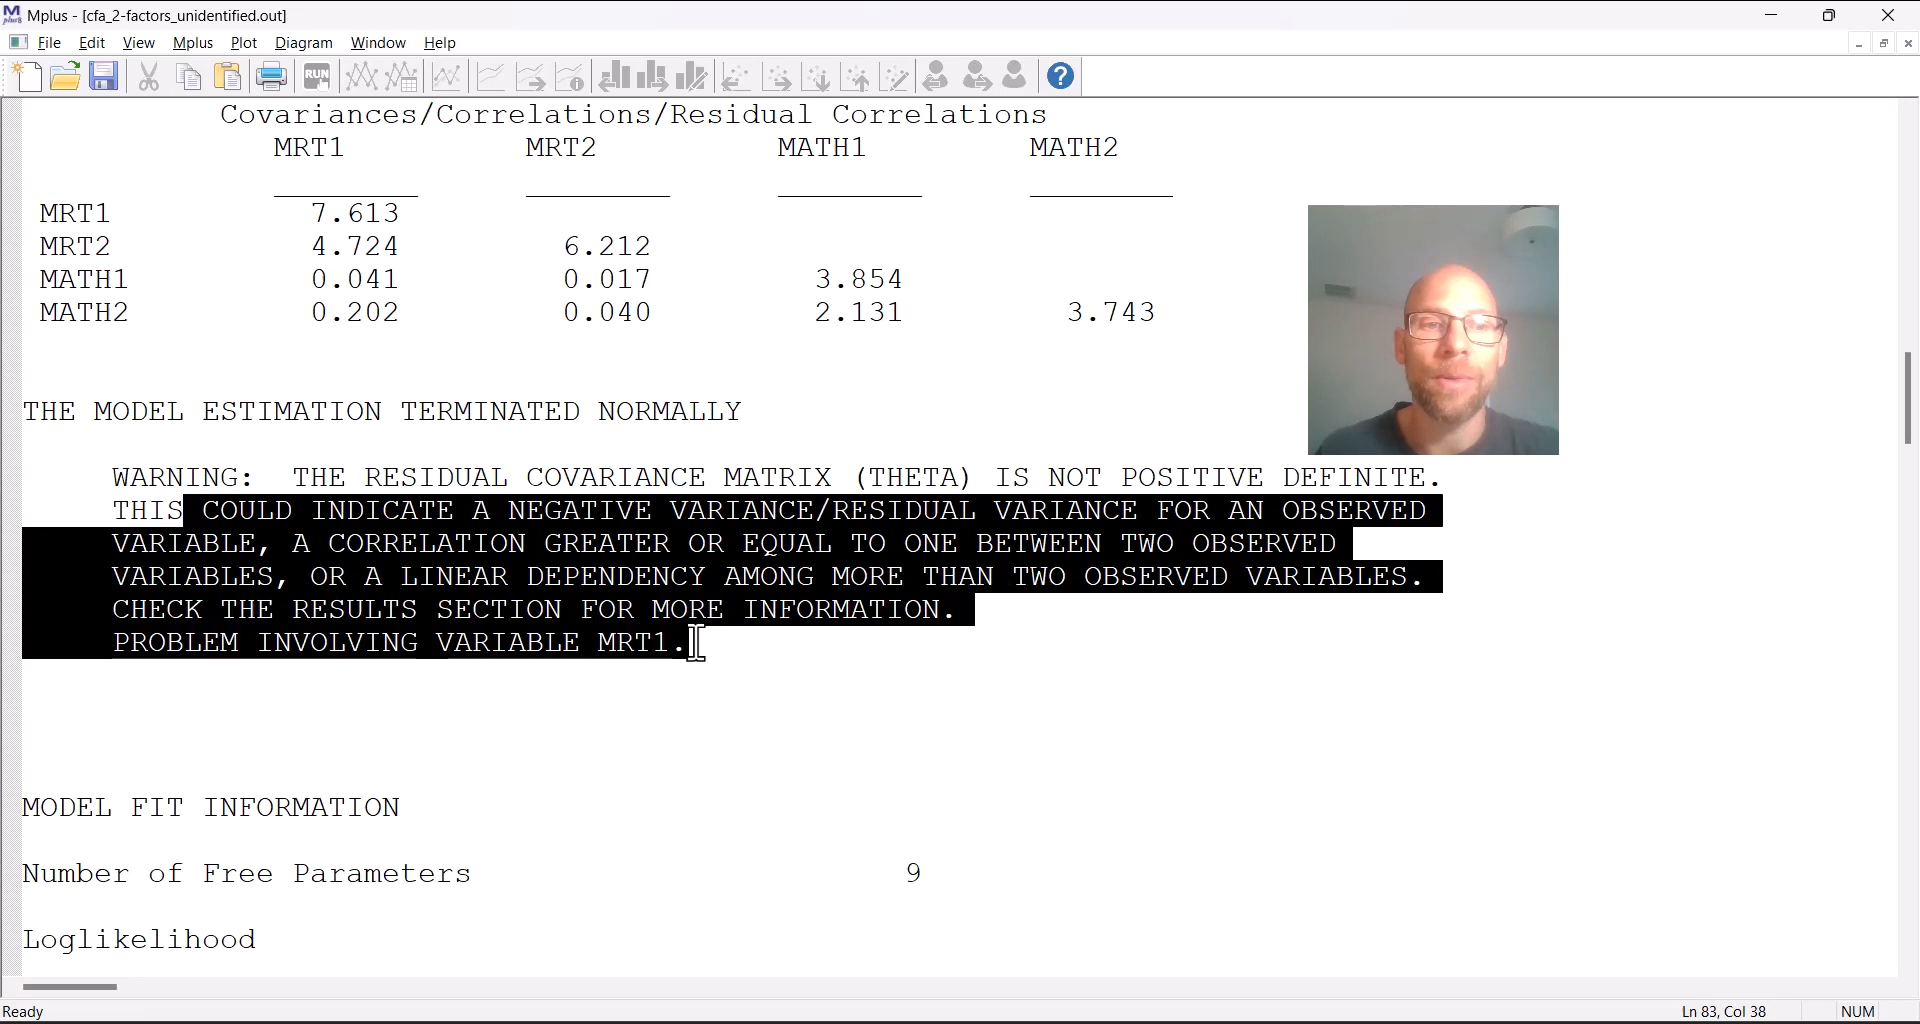 Mplus - [cfa_2-factors_unidentified.out]
File Edit View Mplus Plot Diagram Window Help
RUN
Covariances/Correlations/Residual Correlations
MRT1 MRT2 MATH1 MATH2
MRT1 7.613
MRT2 4.724 6.212
MATH1 0.041 0.017 3.854
MATH2 0.202 0.040 2.131 3.743
THE MODEL ESTIMATION TERMINATED NORMALLY
WARNING: THE RESIDUAL COVARIANCE MATRIX (THETA) IS NOT POSITIVE DEFINITE.
THIS COULD INDICATE A NEGATIVE VARIANCE/RESIDUAL VARIANCE FOR AN OBSERVED
VARIABLE, A CORRELATION GREATER OR EQUAL TO ONE BETWEEN TWO OBSERVED
VARIABLES, OR A LINEAR DEPENDENCY AMONG MORE THAN TWO OBSERVED VARIABLES.
CHECK THE RESULTS SECTION FOR MORE INFORMATION.
PROBLEM INVOLVING VARIABLE MRT1.
MODEL FIT INFORMATION
Number of Free Parameters 9
Loglikelihood
Ready Ln 83, Col 38 NUM